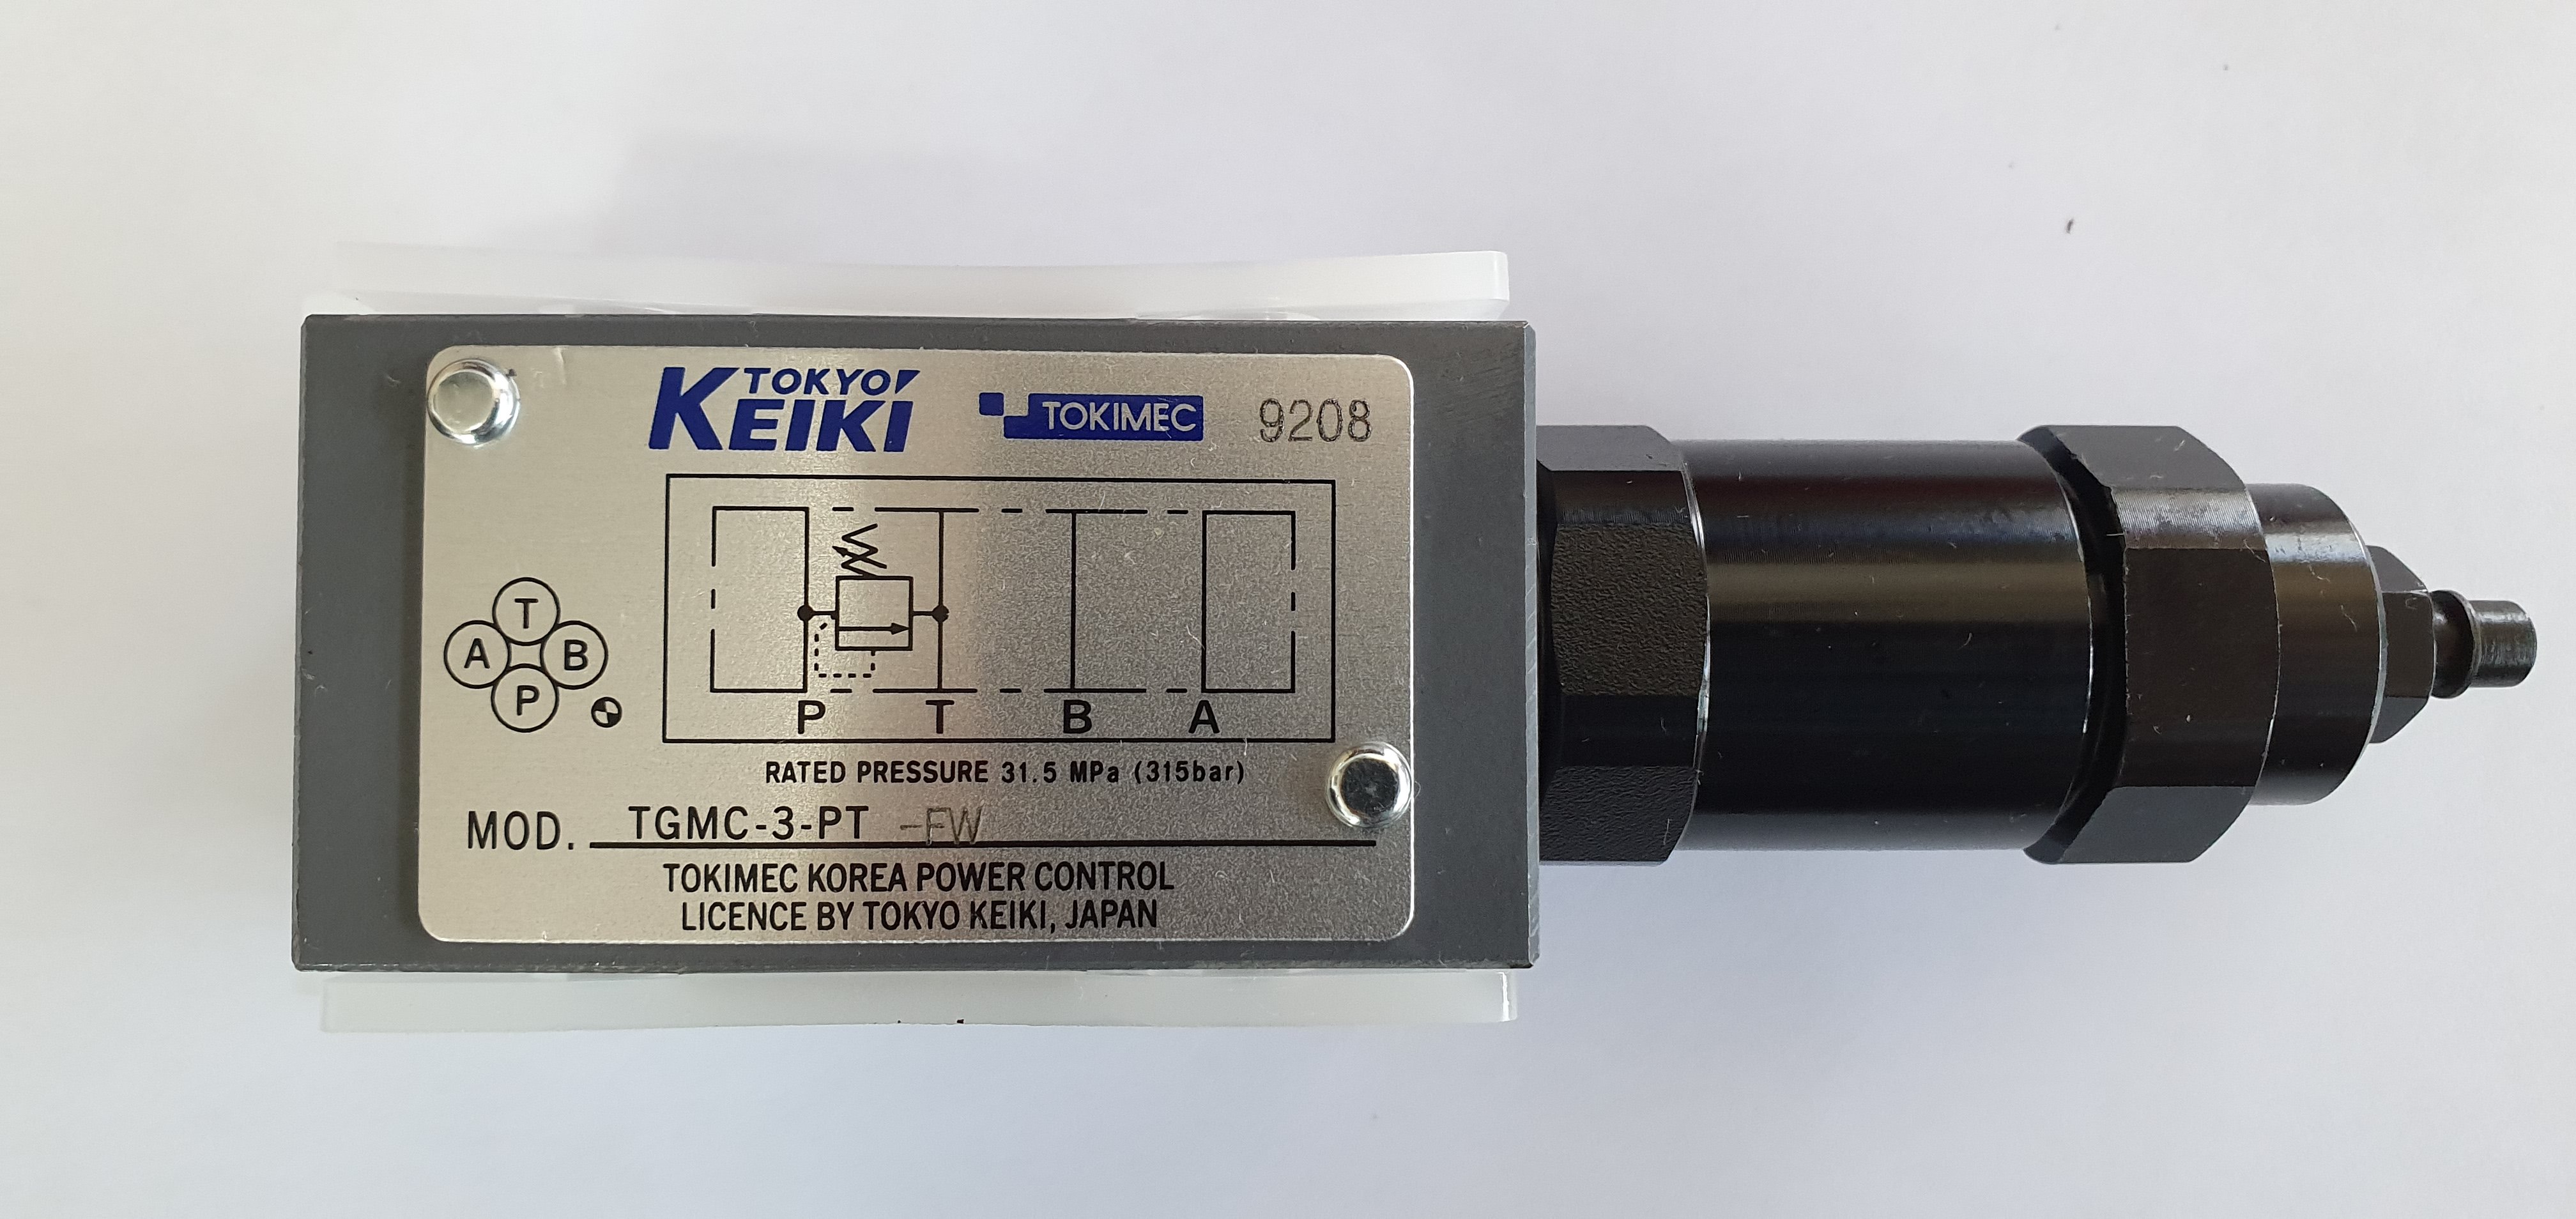 TOKYO
KEIKI
TOKIMEC 9208
T
A B
P
P T B A
RATED PRESSURE 31.5 MPa (315bar)
MOD. TGMC-3-PT -FW
TOKIMEC KOREA POWER CONTROL
LICENCE BY TOKYO KEIKI, JAPAN